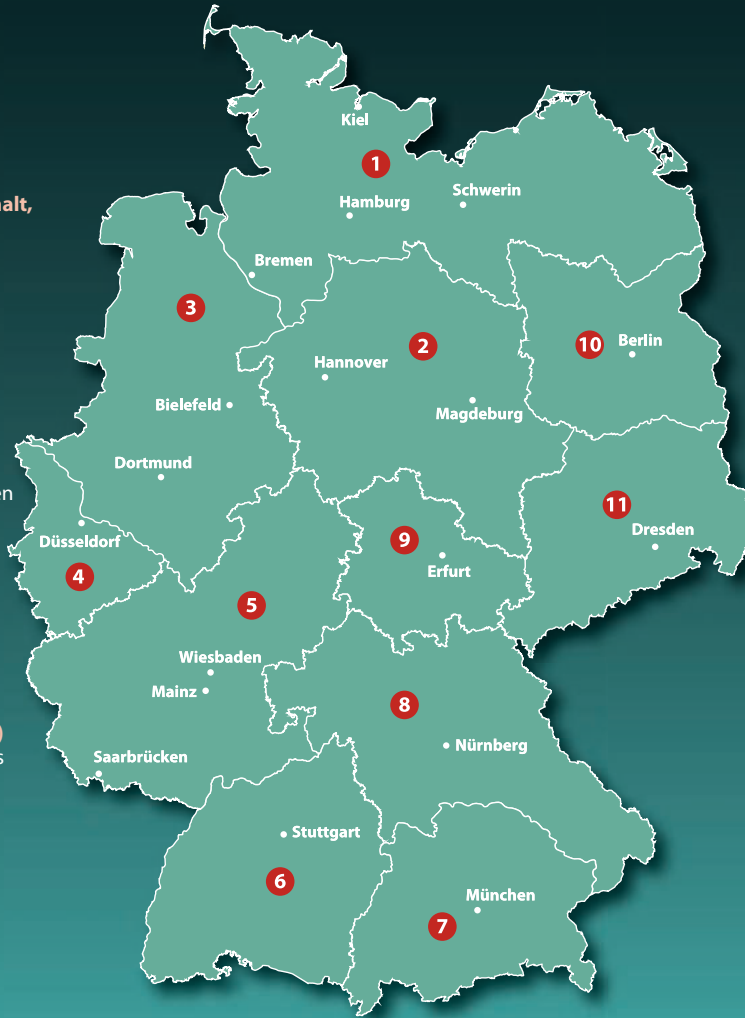 Kiel
1
Schwerin
halt,
Hamburg
Bremen
3
2
10
Berlin
Hannover
Bielefeld
Magdeburg
Dortmund
en
11
Dresden
Düsseldorf
9
4
Erfurt
5
Wiesbaden
Mainz
8
)
Nürnberg
s
Saarbrücken
Stuttgart
6
München
7